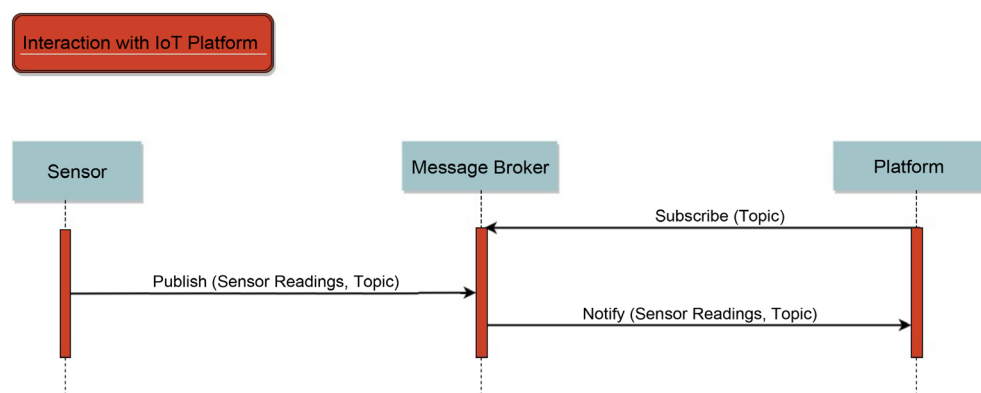 Interaction with IoT Platform
Sensor
Message Broker
Platform
Subscribe (Topic)
Publish (Sensor Readings, Topic)
Notify (Sensor Readings, Topic)